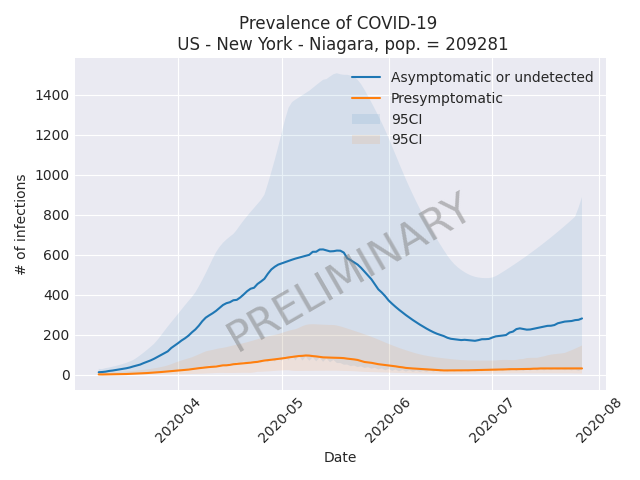 Prevalence of COVID-19
US - New York - Niagara, pop. = 209281
Asymptomatic or undetected
Presymptomatic
95CI
95CI
1400
1200
1000
800
600
400
200
0
# of infections
PRELIMINARY
2020-04
2020-05
2020-06
2020-07
2020-08
Date